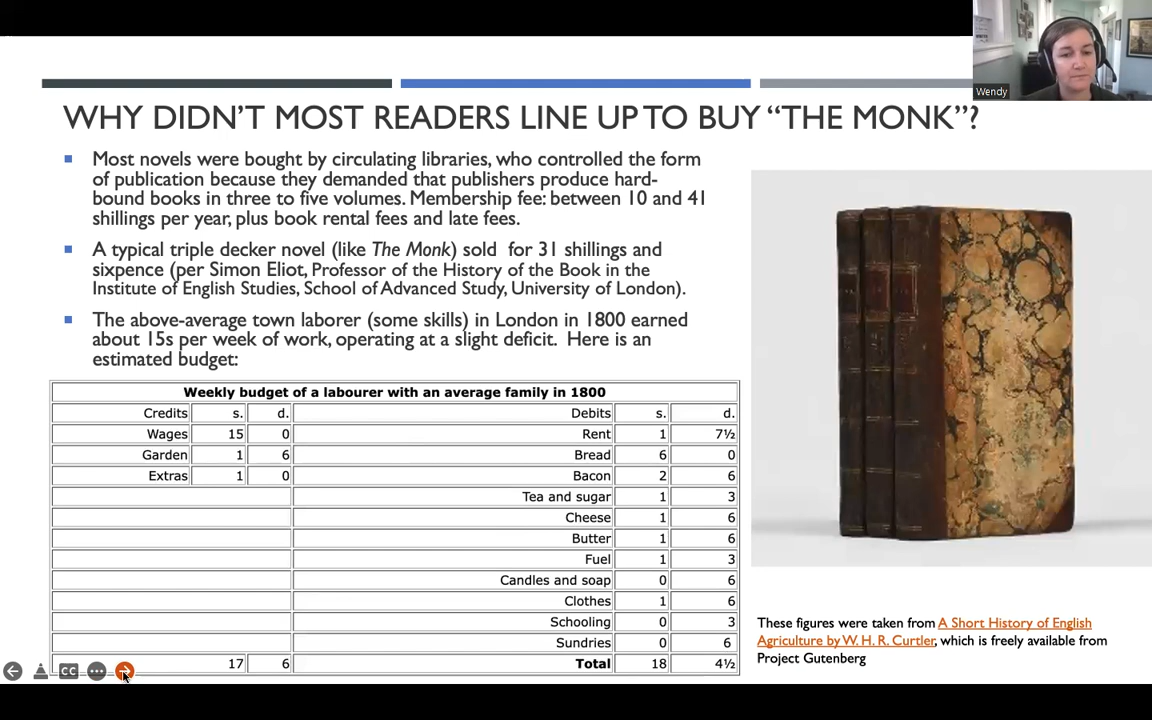 Wendy
WHY DIDN'T MOST READERS LINE UP TO BUY “THE MONK”?
Most novels were bought by circulating libraries, who controlled the form
of publication because they demanded that publishers produce hard-
bound books in three to five volumes. Membership fee: between 10 and 41
shillings per year, plus book rental fees and late fees.
A typical triple decker novel (like The Monk) sold for 31 shillings and
sixpence (per Simon Eliot, Professor of the History of the Book in the
Institute of English Studies, School of Advanced Study, University of London).
The above-average town laborer (some skills) in London in 1800 earned
about 15s per week of work, operating at a slight deficit. Here is an
estimated budget:
Weekly budget of a labourer with an average family in 1800
Credits s. d. Debits s. d.
Wages 15 0 Rent 1 7½
Garden 1 6 Bread 6 0
Extras 1 0 Bacon 2 6
Tea and sugar 1 3
Cheese 1 6
Butter 1 6
Fuel 1 3
Candles and soap 0 6
Clothes 1 6
Schooling 0 3
Sundries 0 6
17 6 Total 18 4½
These figures were taken from A Short History of English
Agriculture by W. H. R. Curtler, which is freely available from
Project Gutenberg
CC